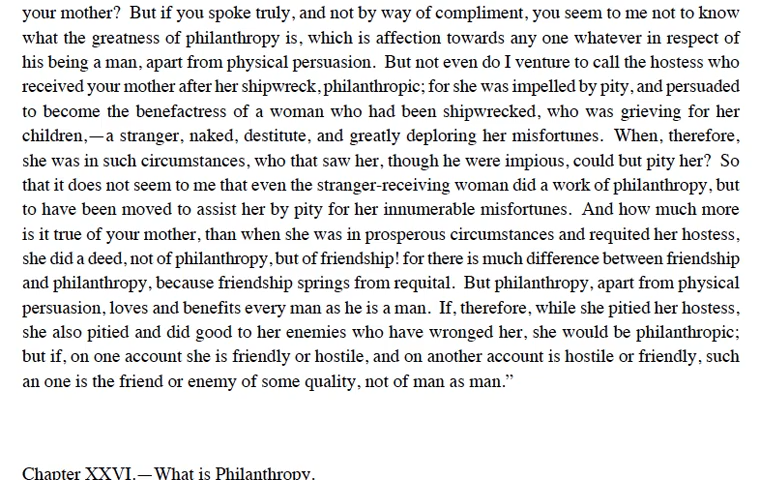 your mother?  But if you spoke truly, and not by way of compliment, you seem to me not to know
what the greatness of philanthropy is, which is affection towards any one whatever in respect of
his being a man, apart from physical persuasion.  But not even do I venture to call the hostess who
received your mother after her shipwreck, philanthropic; for she was impelled by pity, and persuaded
to become the benefactress of a woman who had been shipwrecked, who was grieving for her
children,—a stranger, naked, destitute, and greatly deploring her misfortunes.  When, therefore,
she was in such circumstances, who that saw her, though he were impious, could but pity her?  So
that it does not seem to me that even the stranger-receiving woman did a work of philanthropy, but
to have been moved to assist her by pity for her innumerable misfortunes.  And how much more
is it true of your mother, than when she was in prosperous circumstances and requited her hostess,
she did a deed, not of philanthropy, but of friendship! for there is much difference between friendship
and philanthropy, because friendship springs from requital.  But philanthropy, apart from physical
persuasion, loves and benefits every man as he is a man.  If, therefore, while she pitied her hostess,
she also pitied and did good to her enemies who have wronged her, she would be philanthropic;
but if, on one account she is friendly or hostile, and on another account is hostile or friendly, such
an one is the friend or enemy of some quality, not of man as man.”
Chapter XXVI.—What is Philanthropy.